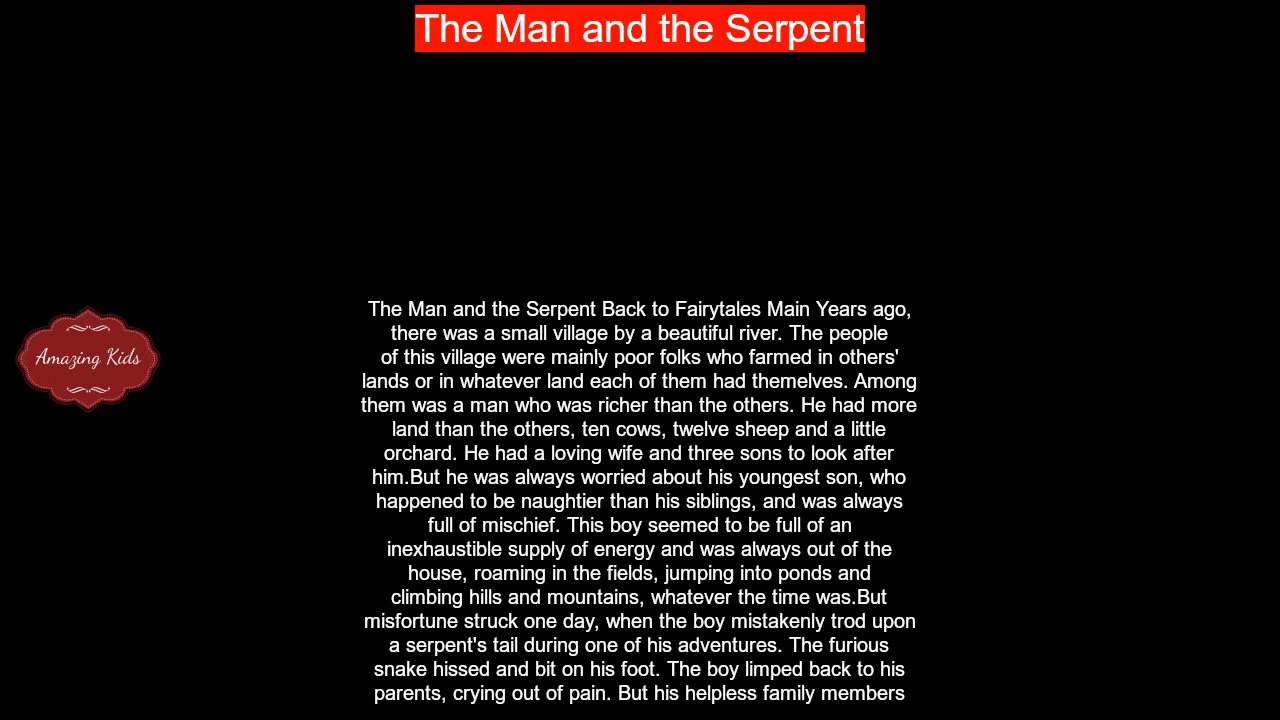 The Man and the Serpent
The Man and the Serpent Back to Fairytales Main Years ago,
there was a small village by a beautiful river. The people
of this village were mainly poor folks who farmed in others'
lands or in whatever land each of them had themelves. Among
them was a man who was richer than the others. He had more
land than the others, ten cows, twelve sheep and a little
orchard. He had a loving wife and three sons to look after
him.But he was always worried about his youngest son, who
happened to be naughtier than his siblings, and was always
full of mischief. This boy seemed to be full of an
inexhaustible supply of energy and was always out of the
house, roaming in the fields, jumping into ponds and
climbing hills and mountains, whatever the time was.But
misfortune struck one day, when the boy mistakenly trod upon
a serpent's tail during one of his adventures. The furious
snake hissed and bit on his foot. The boy limped back to his
parents, crying out of pain. But his helpless family members
Amazing Kids